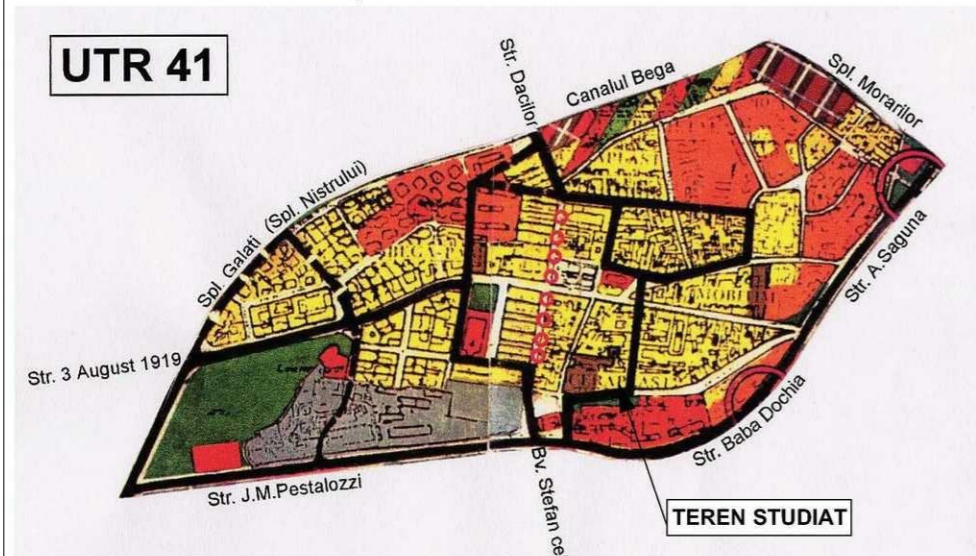 UTR 41
Str. Dacilor
Canalul Bega
Spl. Morarilor
Spl. Galati (Spl. Nistrului)
Str. A.Saguna
Str. 3 August 1919
Str. Baba Dochia
Str. J.M.Pestalozzi
Bv. Stefan ce
TEREN STUDIAT